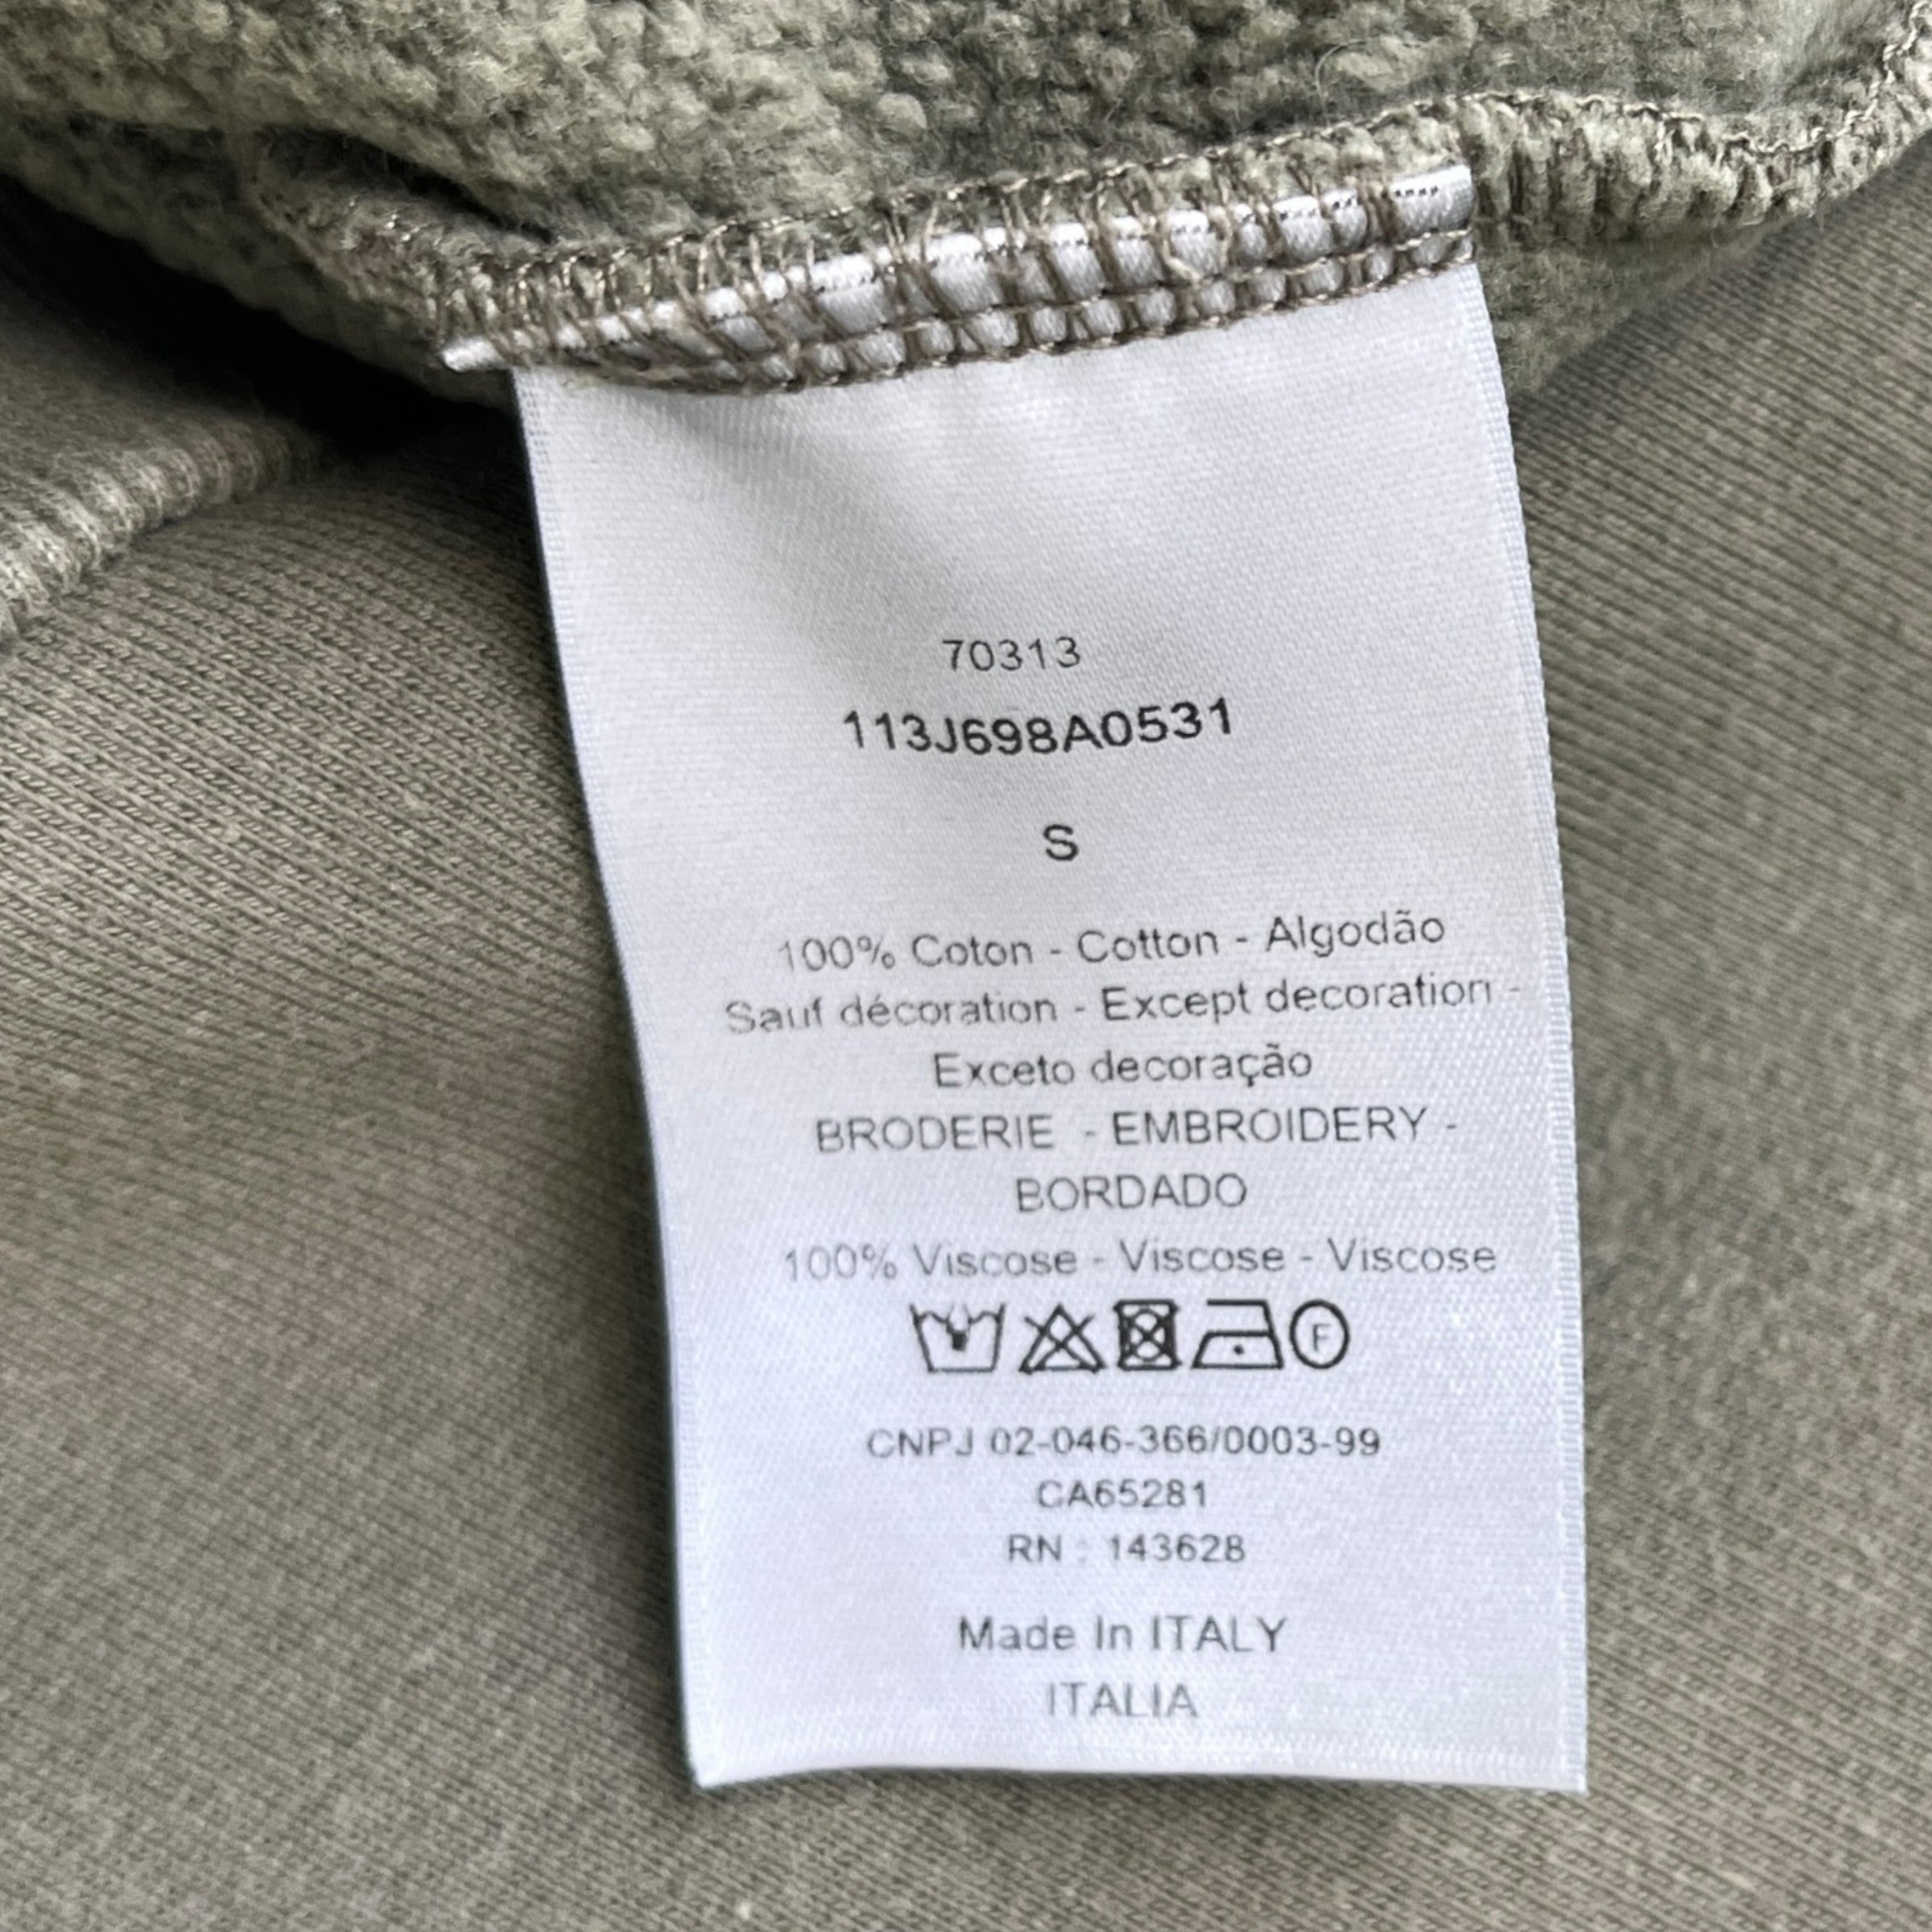 70313
113J698A0531
S
100% Coton - Cotton - Algodão
Sauf décoration - Except decoration -
Exceto decoração
BRODERIE - EMBROIDERY -
BORDADO
100% Viscose - Viscose - Viscose
F
CNPJ 02-046-366/0003-99
CA65281
RN : 143628
Made In ITALY
ITALIA